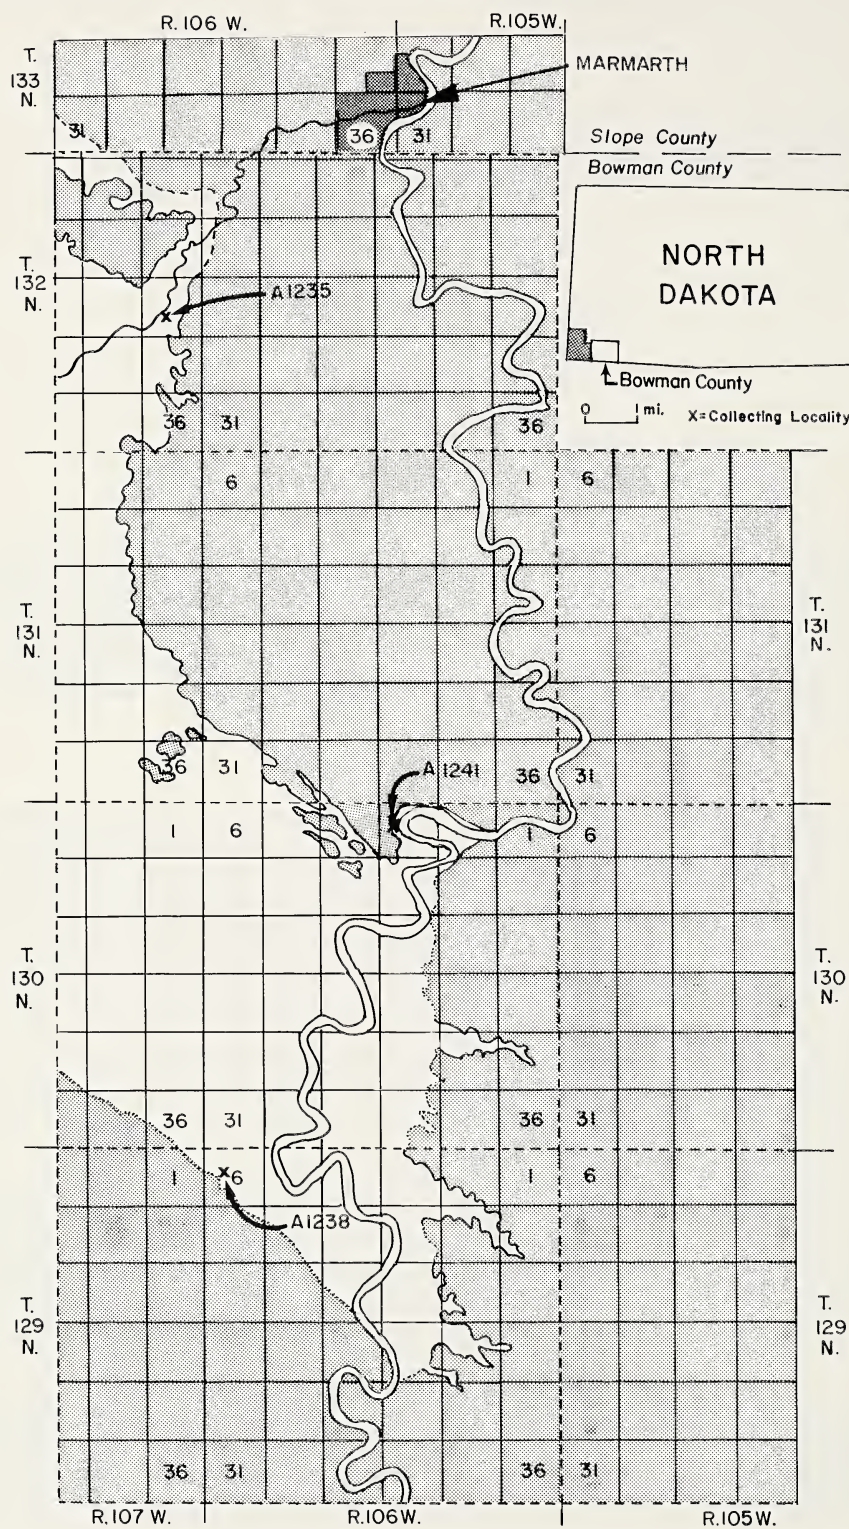 R.106 W.
R.105W.
T.
133
N.
MARMARTH
31
36
31
Slope County
Bowman County
NORTH
DAKOTA
T.
132
N.
A1235
Bowman County
0 1 mi. X=Collecting Locality
36
31
36
6
1
6
T.
131
N.
T.
131
N.
36
31
A 1241
36
31
1
6
1
6
T.
130
N.
T.
130
N.
36
31
36
31
1
x6
1
6
A1238
T.
129
N.
T.
129
N.
36
31
36
31
R.107 W.
R.106W.
R.105W.